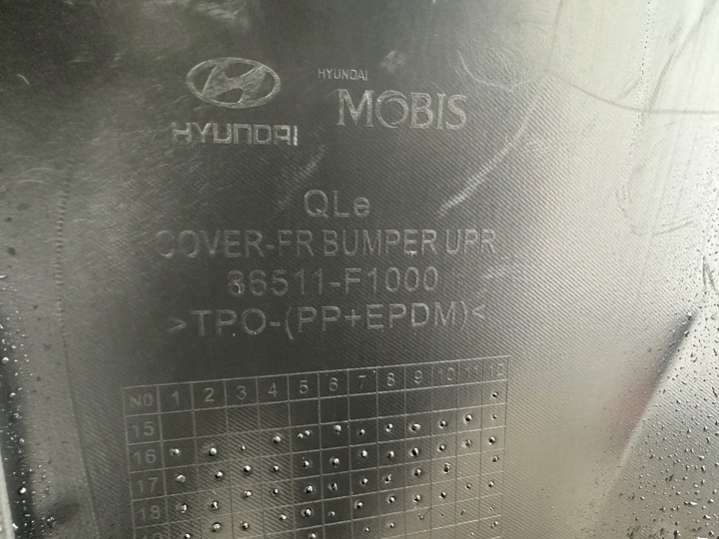 HYUNDAI
HYUNDAI
MOBIS
QLe
COVER-FR BUMPER UPR
86511-F1000
>TPO-(PP+EPDM)<
NO 1 2 3 4 5 6 7 8 9 10 11 12
15
16
17
18